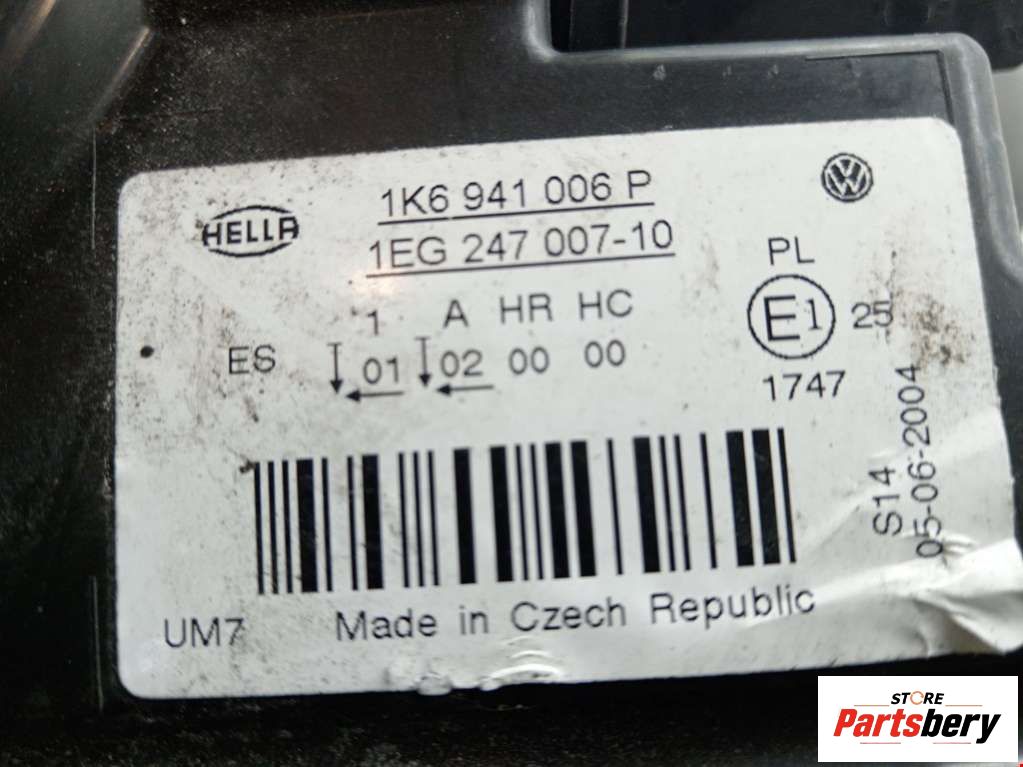 HELLA
1K6 941 006 P
1EG 247 007-10
VW
PL
1 A HR HC
E1 25
ES 01 02 00 00
1747
S14
05-06-2004
UM7 Made in Czech Republic
STORE
Partsbery